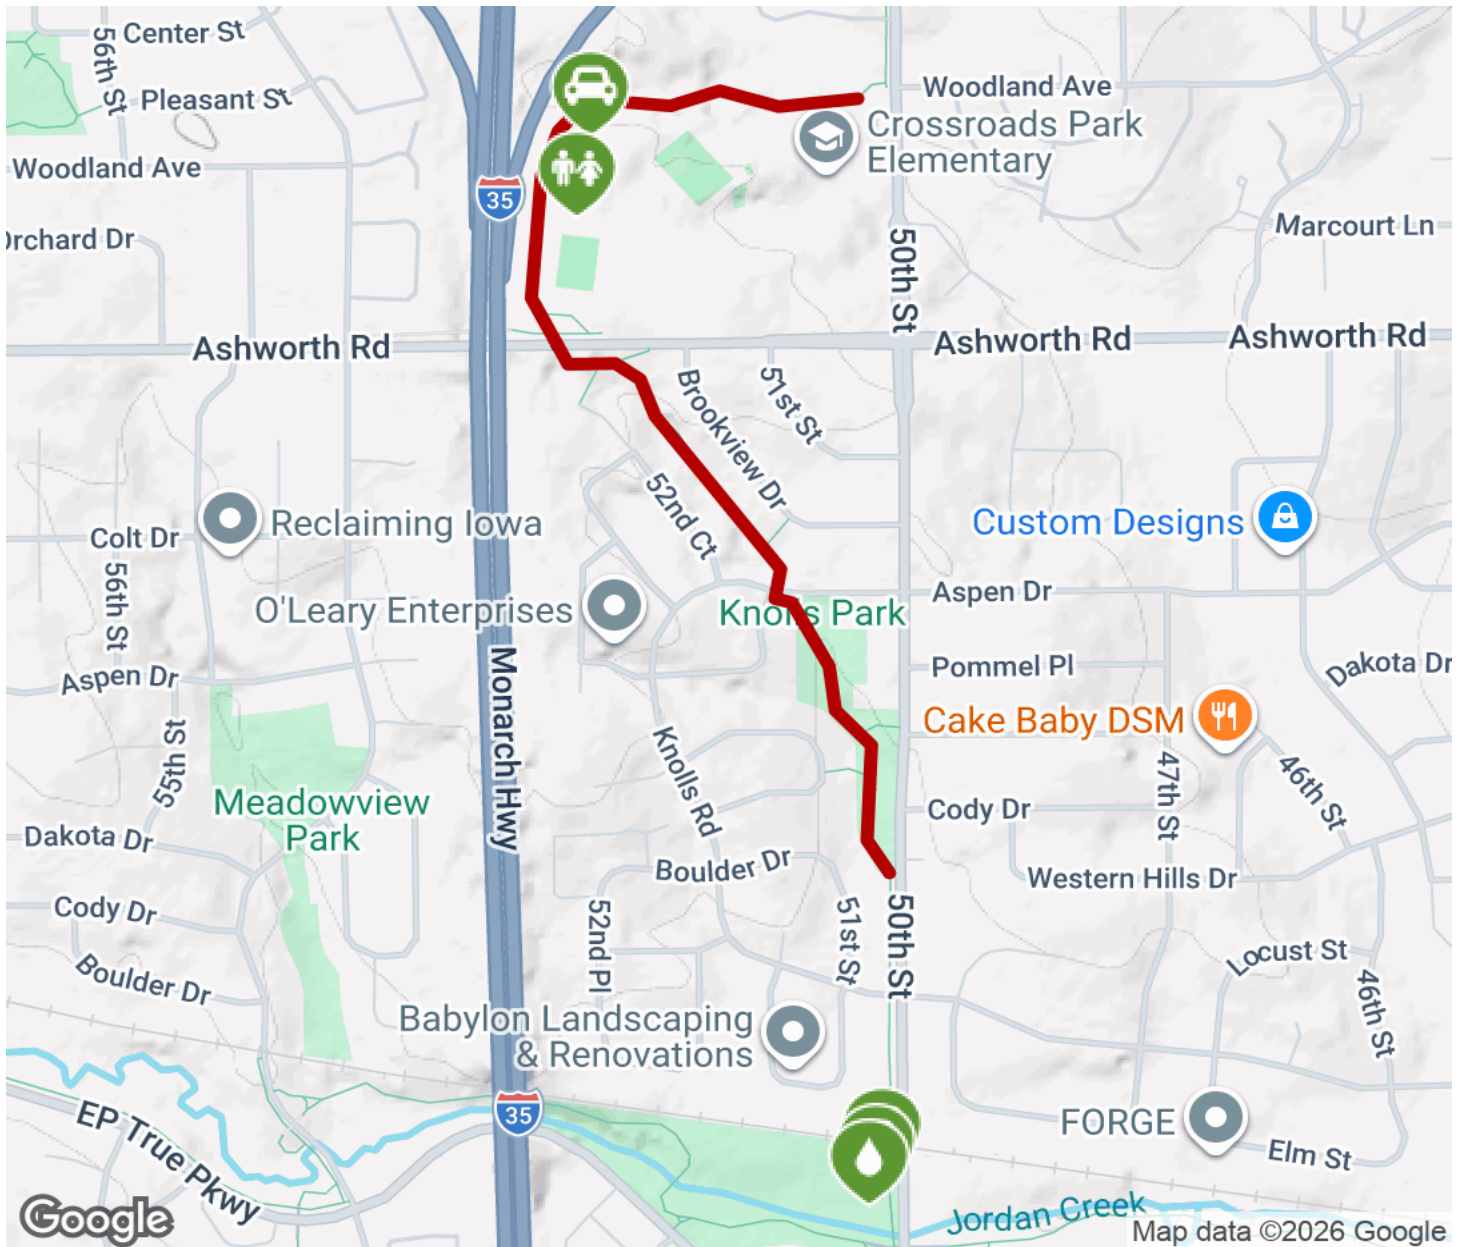 Center St
56th St
Pleasant St
Woodland Ave
Woodland Ave
Crossroads Park
Elementary
35
Orchard Dr
Marcourt Ln
50th St
Ashworth Rd
Ashworth Rd
Ashworth Rd
Brookview Dr
51st St
52nd Ct
Colt Dr
Reclaiming Iowa
Custom Designs
56th St
O'Leary Enterprises
Aspen Dr
Knolls Park
Monarch Hwy
Pommel Pl
Dakota Dr
Aspen Dr
Cake Baby DSM
55th St
Knolls Rd
47th St
46th St
Meadowview
Park
Cody Dr
Dakota Dr
Boulder Dr
Western Hills Dr
Cody Dr
52nd Pl
51st St
50th St
Locust St
Boulder Dr
46th St
Babylon Landscaping
& Renovations
35
EP True Pkwy
FORGE
Elm St
Jordan Creek
Google
Map data ©2026 Google